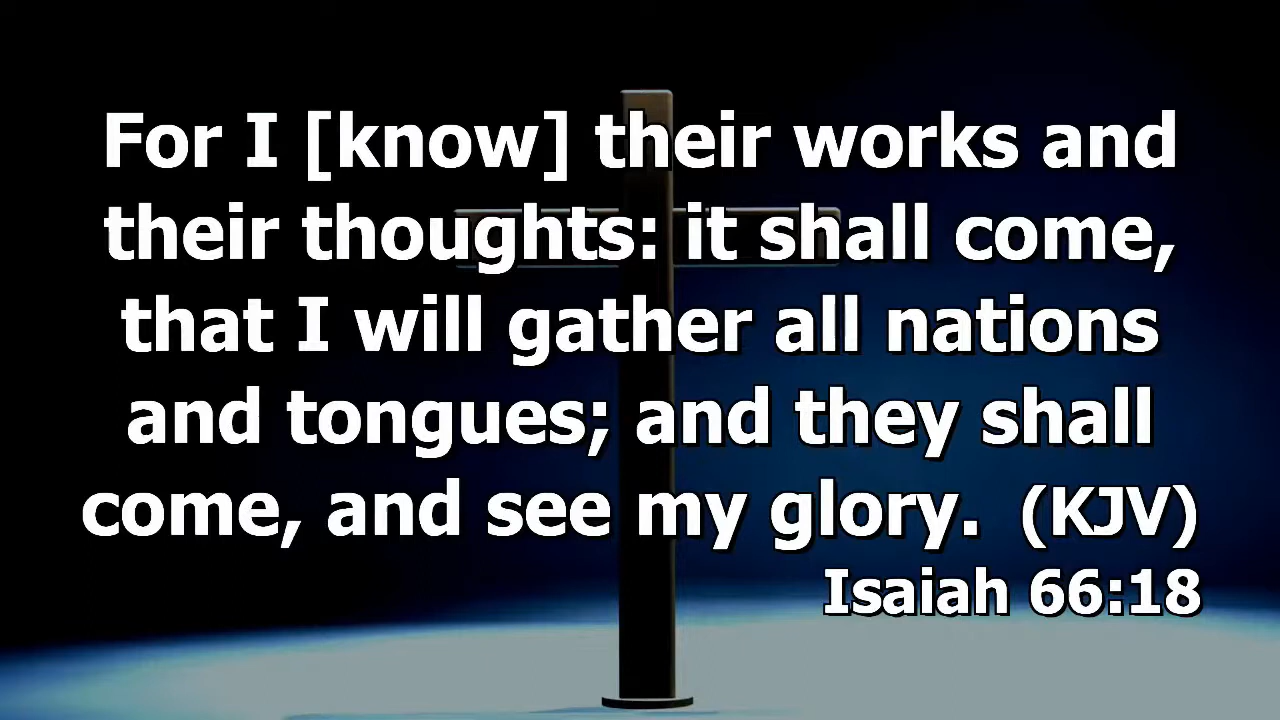 For I [know] their works and
their thoughts: it shall come,
that I will gather all nations
and tongues; and they shall
come, and see my glory. (KJV)
Isaiah 66:18